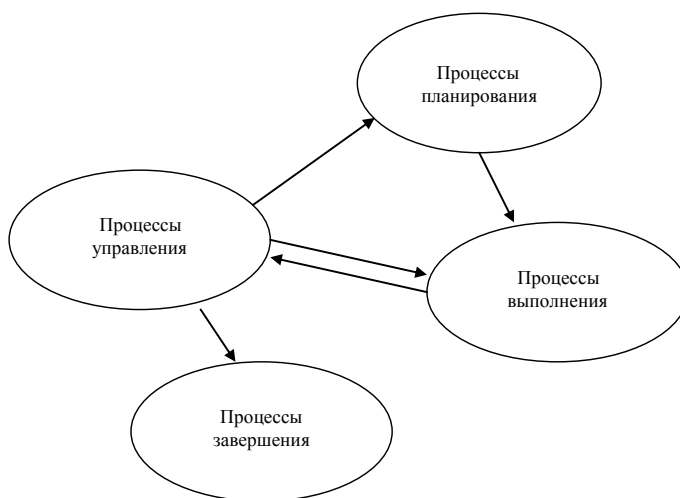 Процессы
планирования
Процессы
управления
Процессы
выполнения
Процессы
завершения